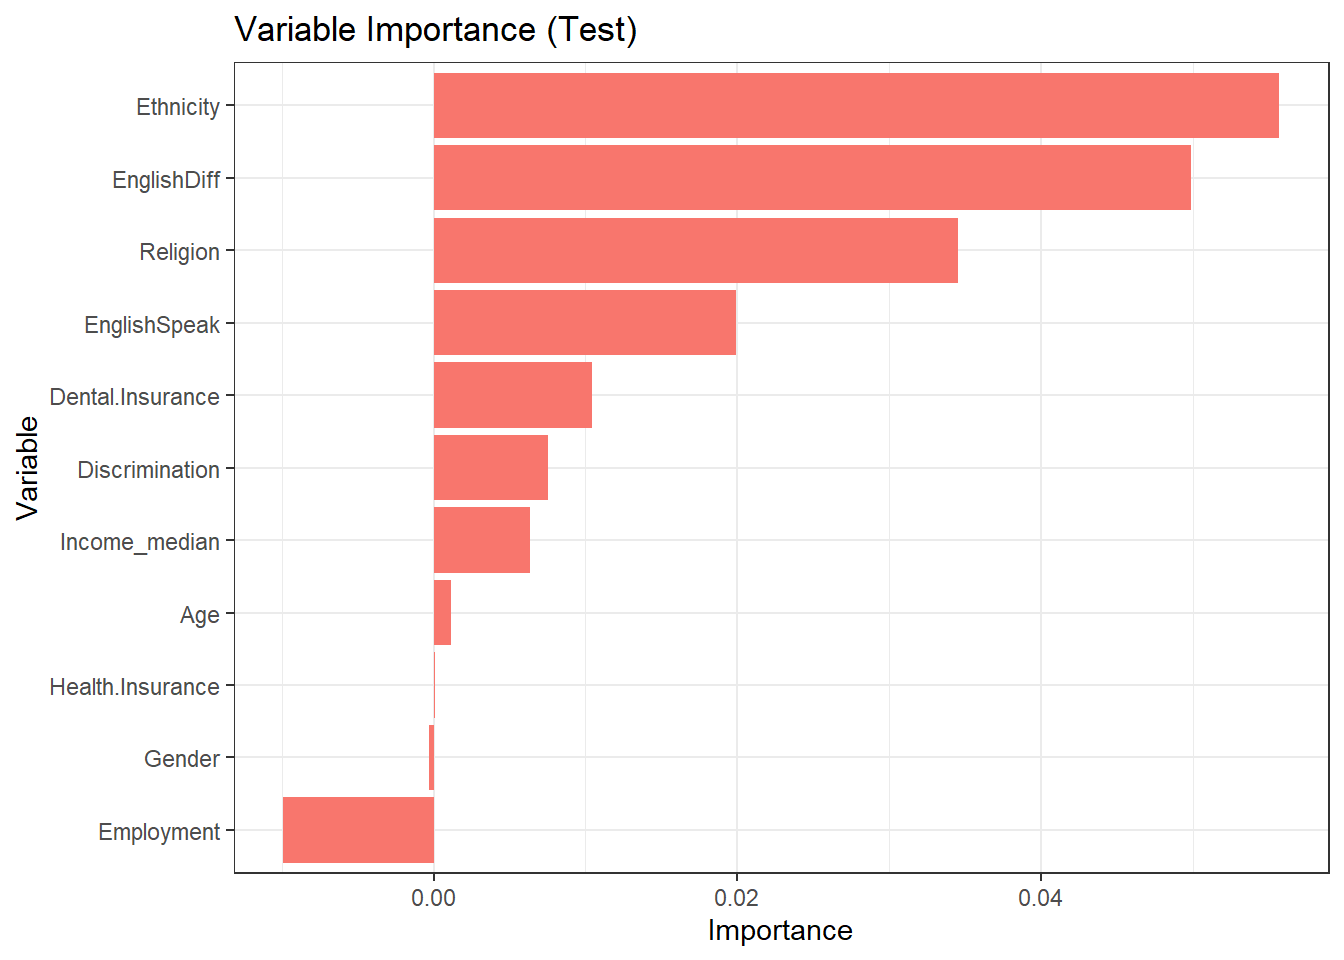 Variable Importance (Test)
Ethnicity
EnglishDiff
Religion
EnglishSpeak
Dental.Insurance
Discrimination
Income_median
Age
Health.Insurance
Gender
Employment
Variable
0.00 0.02 0.04
Importance